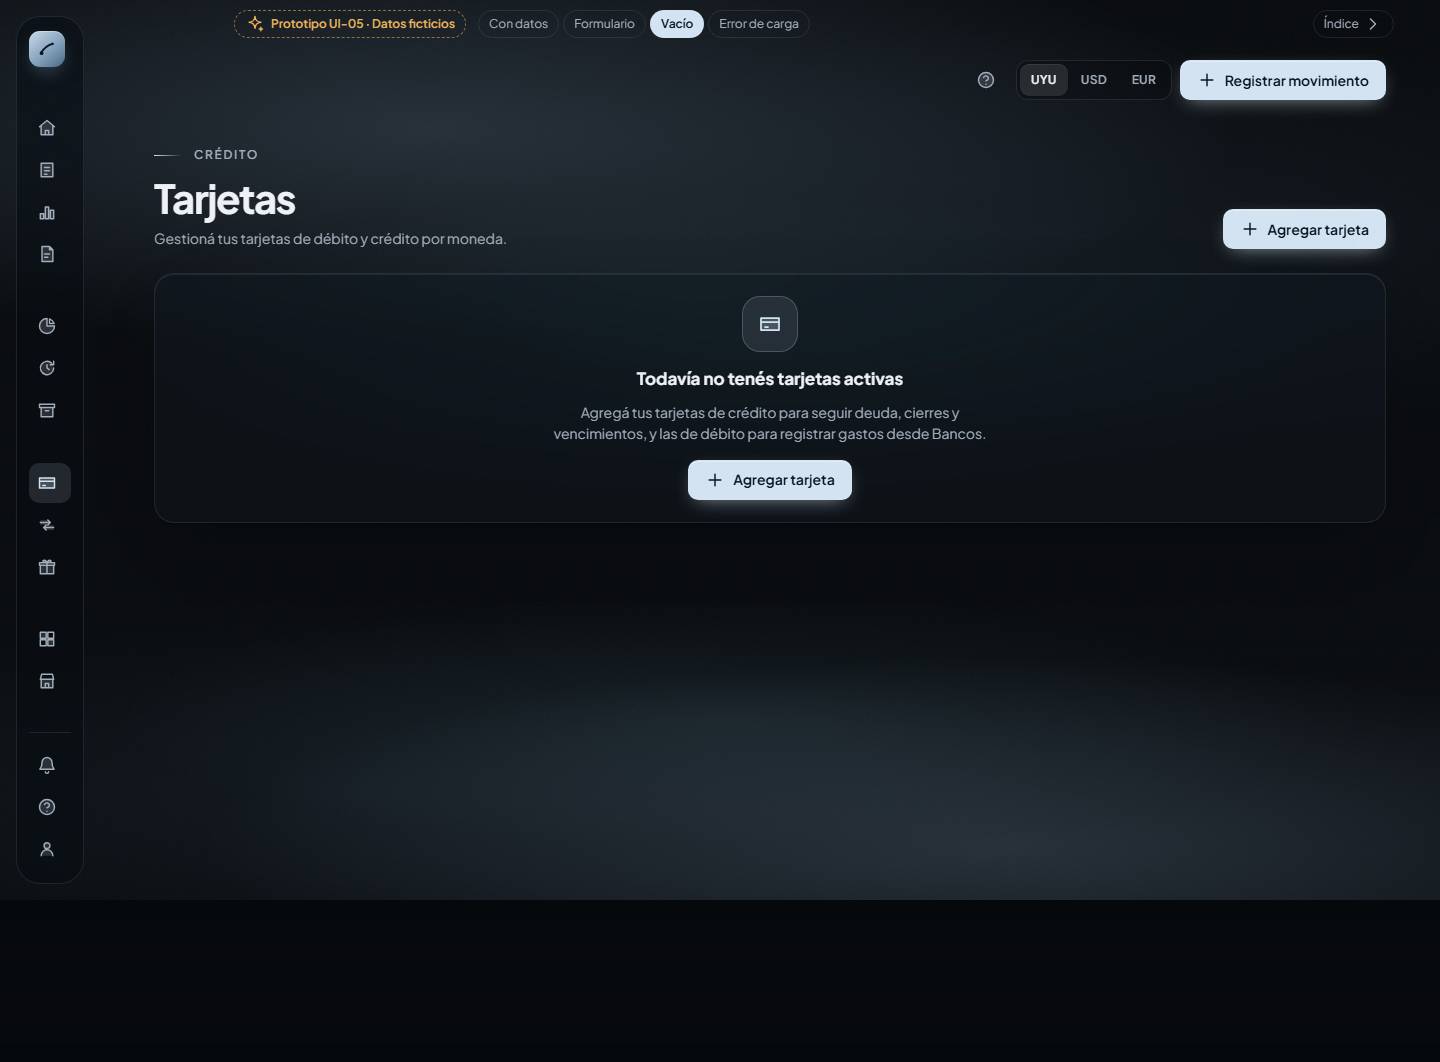 Prototipo UI-05 · Datos ficticios
Con datos
Formulario
Vacío
Error de carga
Índice
UYU
USD
EUR
Registrar movimiento
CRÉDITO
Tarjetas
Gestioná tus tarjetas de débito y crédito por moneda.
Agregar tarjeta
Todavía no tenés tarjetas activas
Agregá tus tarjetas de crédito para seguir deuda, cierres y
vencimientos, y las de débito para registrar gastos desde Bancos.
Agregar tarjeta